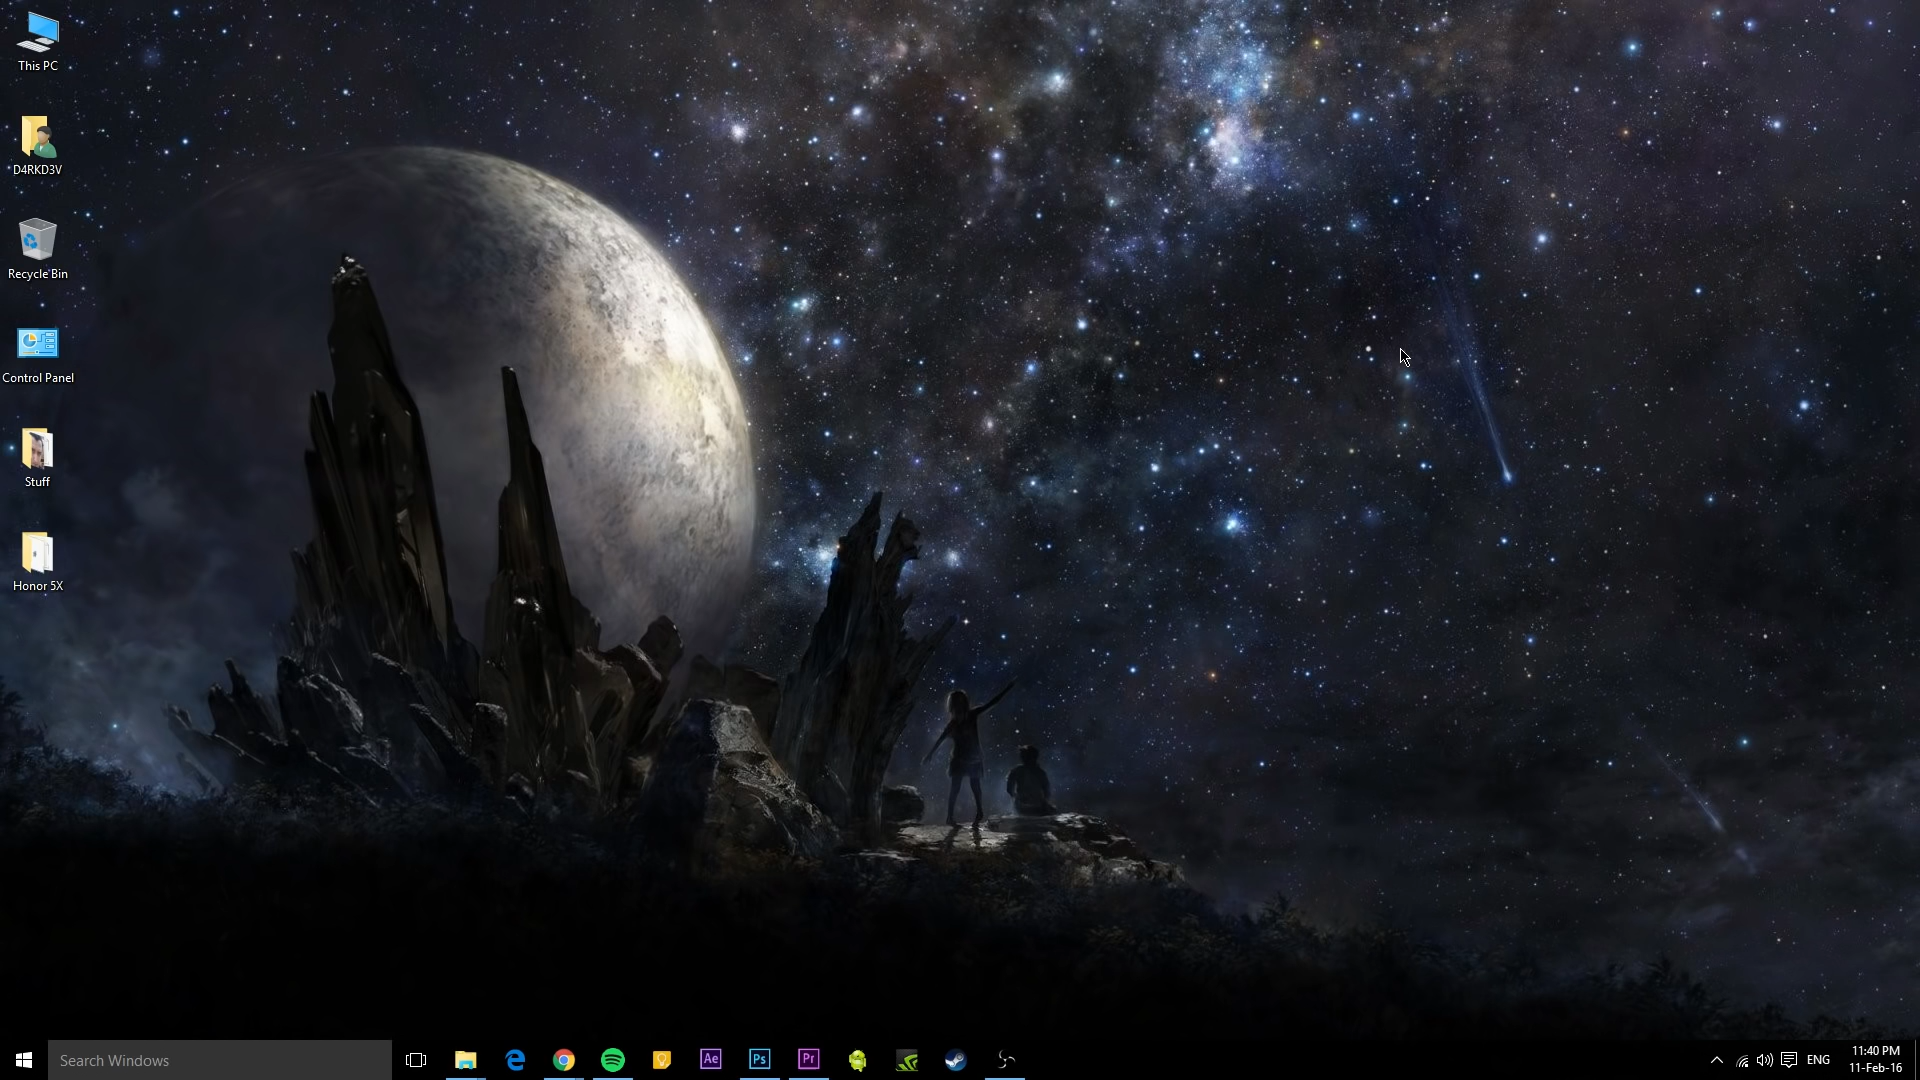 This PC
D4RKD3V
Recycle Bin
Control Panel
Stuff
Honor 5X
Search Windows
Ae
Ps
Pr
ENG
11:40 PM
11-Feb-16